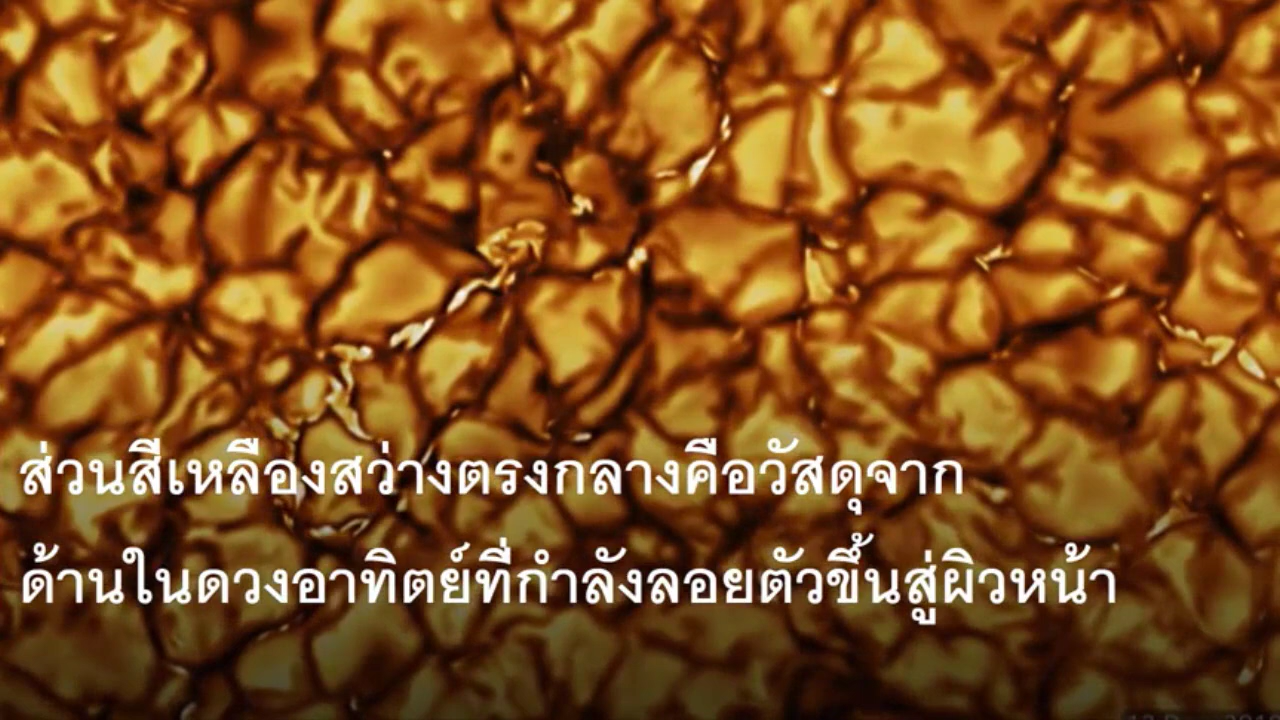 ส่วนสีเหลืองสว่างตรงกลางคือวัสดุจาก
ด้านในดวงอาทิตย์ที่กำลังลอยตัวขึ้นสู่ผิวหน้า